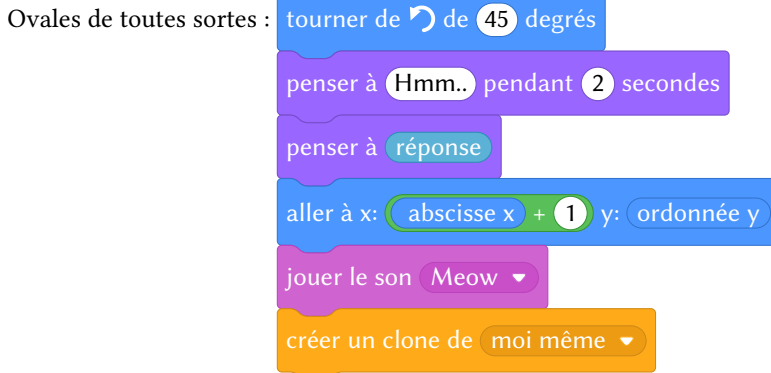 Ovales de toutes sortes : tourner de de 45 degrés
penser à Hmm.. pendant 2 secondes
penser à réponse
aller à x: abscisse x + 1 y: ordonnée y
jouer le son Meow
créer un clone de moi même